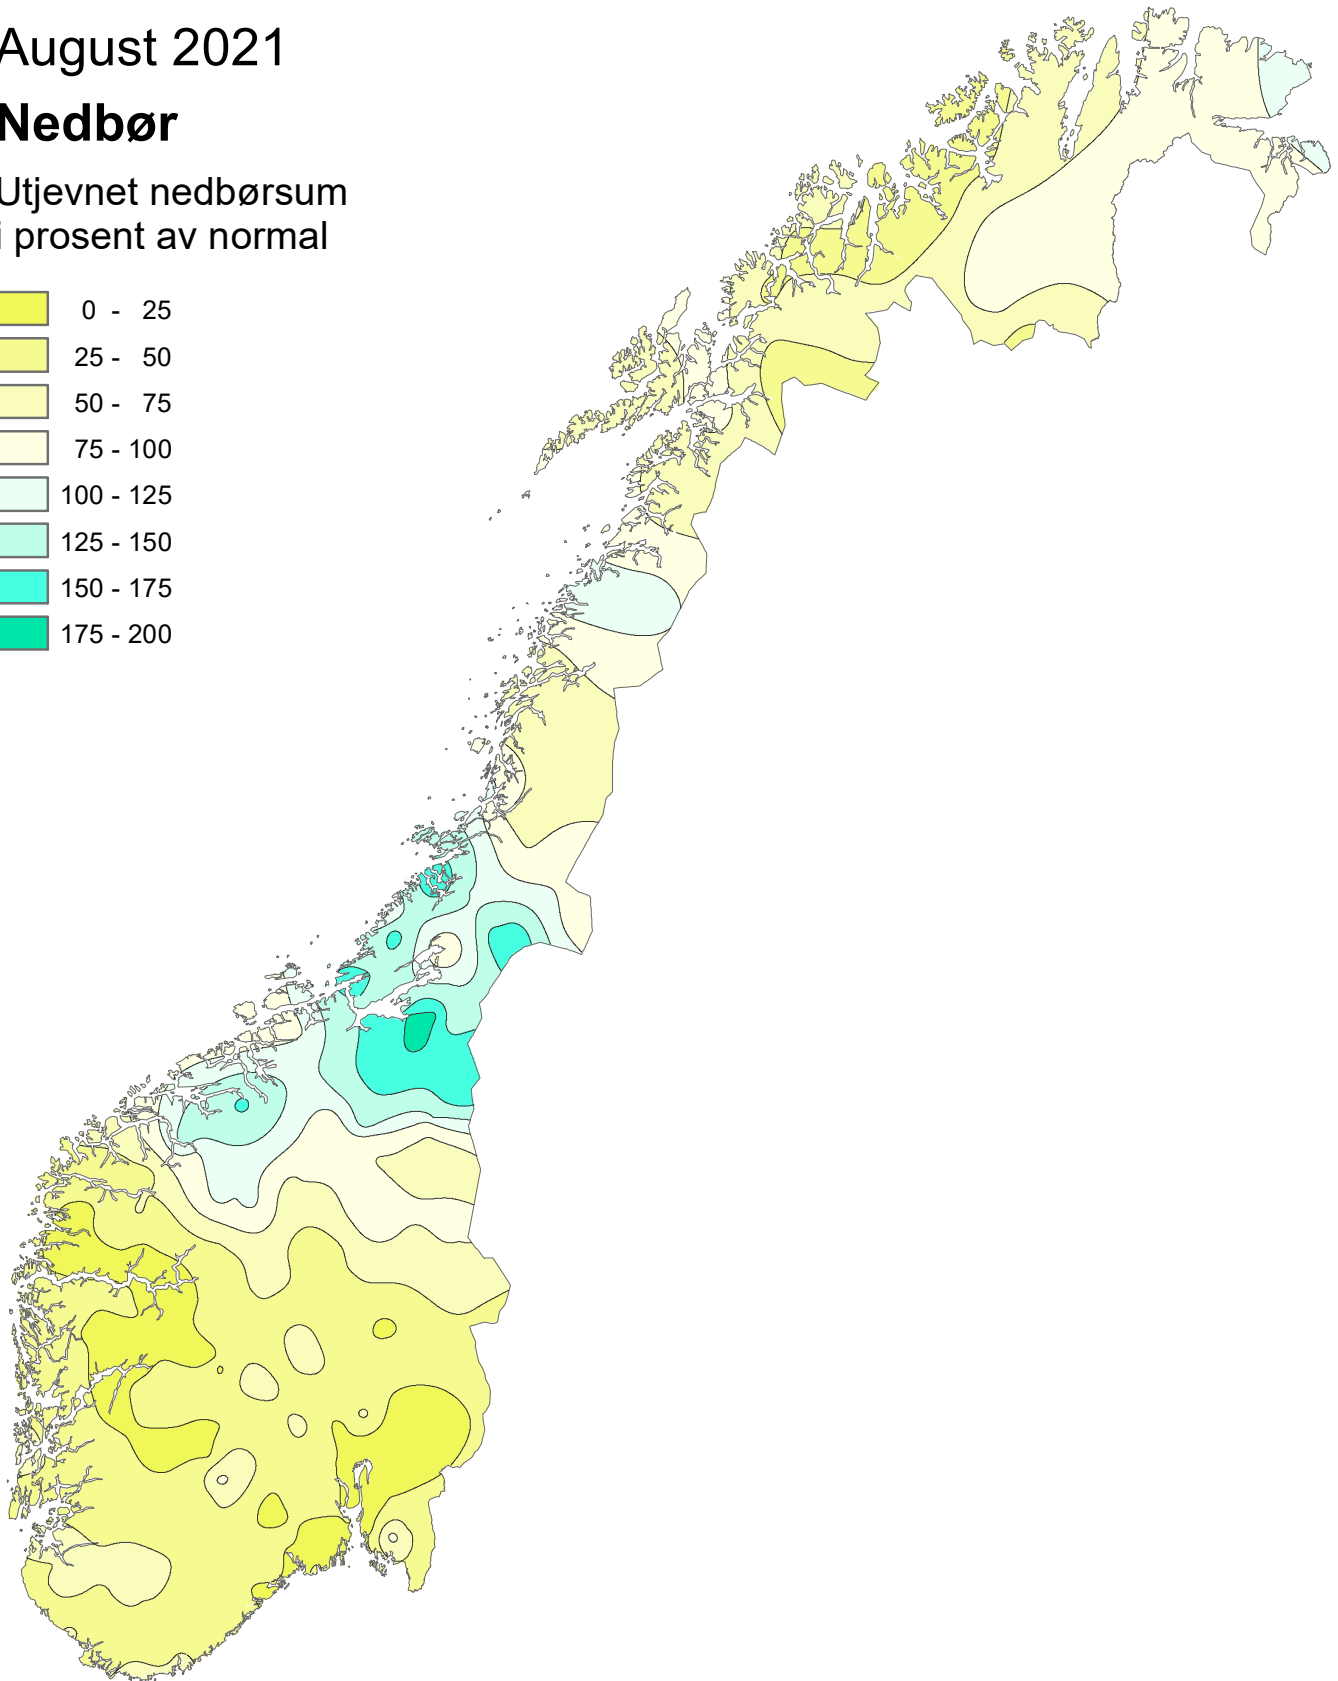 August 2021
Nedbør
Utjevnet nedbørsum
i prosent av normal
0 - 25
25 - 50
50 - 75
75 - 100
100 - 125
125 - 150
150 - 175
175 - 200